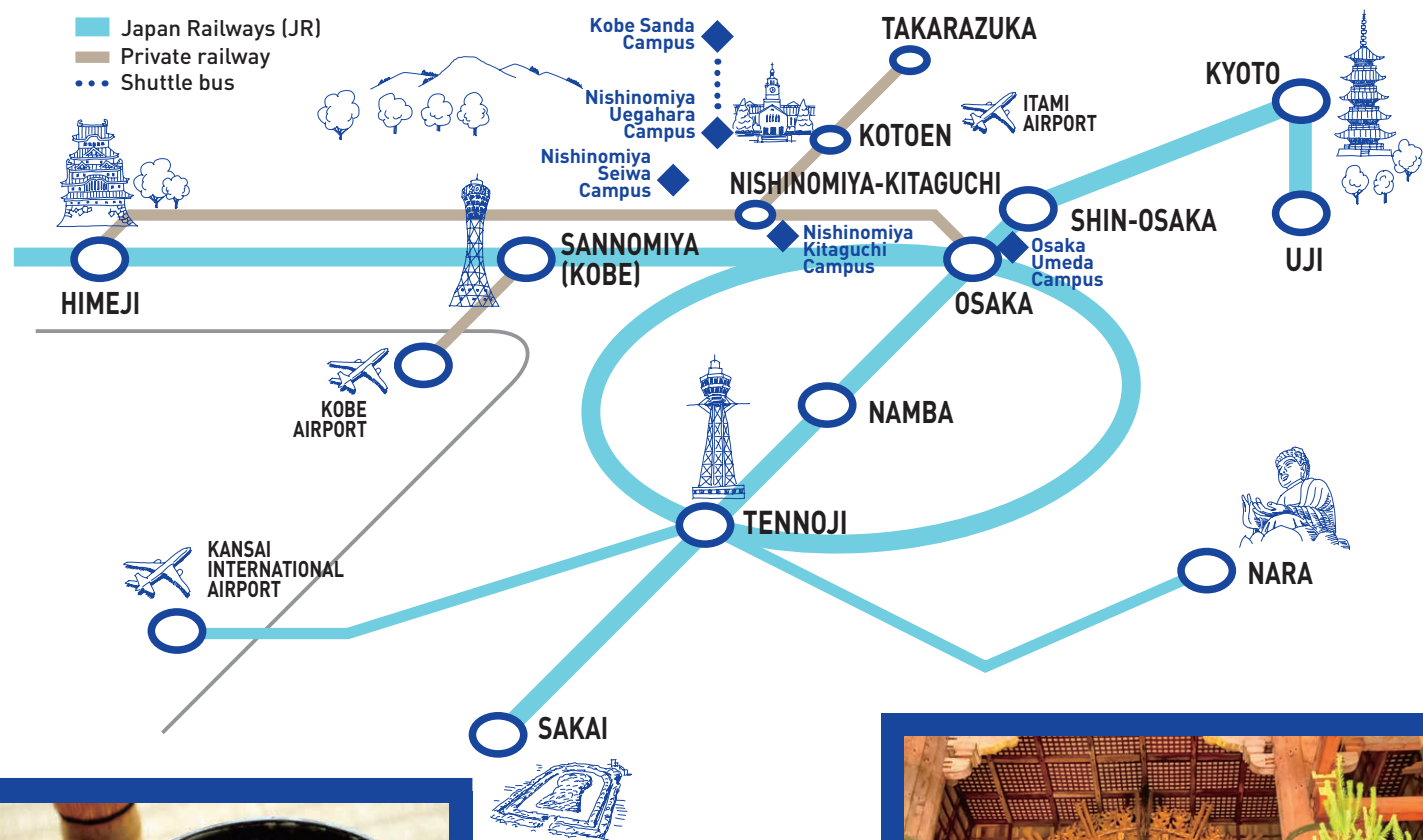 Japan Railways (JR)
Private railway
Shuttle bus
Kobe Sanda
Campus
TAKARAZUKA
KYOTO
Nishinomiya
Uegahara
Campus
ITAMI
AIRPORT
KOTOEN
Nishinomiya
Seiwa
Campus
NISHINOMIYA-KITAGUCHI
SHIN-OSAKA
Nishinomiya
Kitaguchi
Campus
Osaka
Umeda
Campus
UJI
SANNOMIYA
(KOBE)
HIMEJI
OSAKA
KOBE
AIRPORT
NAMBA
TENNOJI
KANSAI
INTERNATIONAL
AIRPORT
NARA
SAKAI